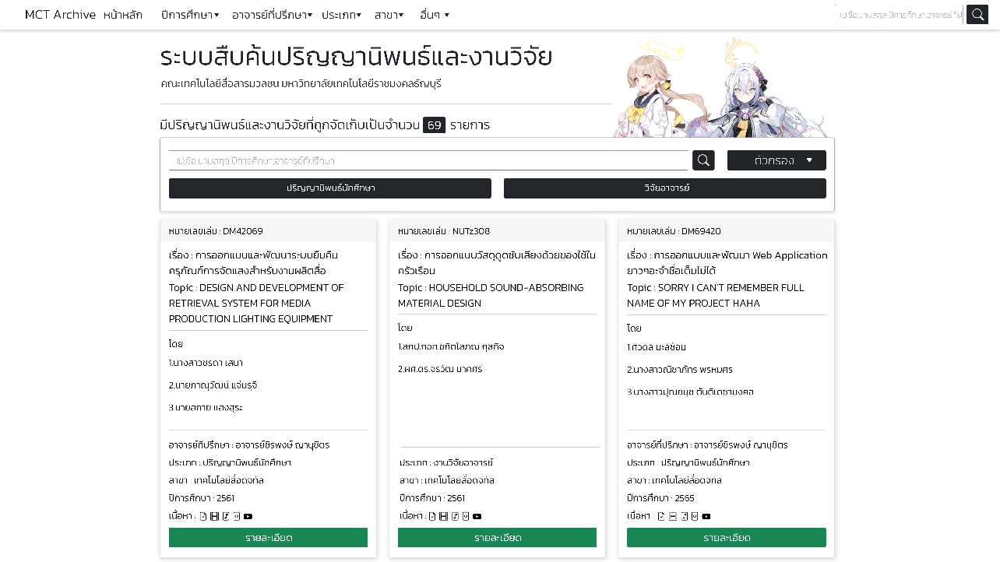 MCT Archive หน้าหลัก ปีการศึกษา อาจารย์ที่ปรึกษา ประเภท สาขา อื่นๆ
ID,ชื่อ,นามสกุล,ปีการศึกษา,อาจารย์ที่ป
ระบบสืบค้นปริญญานิพนธ์และงานวิจัย
คณะเทคโนโลยีสื่อสารมวลชน มหาวิทยาลัยเทคโนโลยีราชมงคลธัญบุรี
มีปริญญานิพนธ์และงานวิจัยที่ถูกจัดเก็บเป็นจำนวน 69 รายการ
ID,ชื่อ,นามสกุล,ปีการศึกษา,อาจารย์ที่ปรึกษา
ตัวกรอง
ปริญญานิพนธ์นักศึกษา
วิจัยอาจารย์
หมายเลขเล่ม : DM42069
เรื่อง : การออกแบบและพัฒนาระบบยืมคืน
ครุภัณฑ์การจัดแสงสำหรับงานผลิตสื่อ
Topic : DESIGN AND DEVELOPMENT OF
RETRIEVAL SYSTEM FOR MEDIA
PRODUCTION LIGHTING EQUIPMENT
โดย
1.นางสาวชรดา เสนา
2.นายภาณุวัฒน์ แจ่มรุจี
3.นายสกาย แสงสุระ
อาจารย์ที่ปรึกษา : อาจารย์ชิรพงษ์ ญานุชิตร
ประเภท : ปริญญานิพนธ์นักศึกษา
สาขา : เทคโนโลยีสื่อดิจิทัล
ปีการศึกษา : 2561
เนื้อหา :
รายละเอียด
หมายเลขเล่ม : NUTz308
เรื่อง : การออกแบบวัสดุดูดซับเสียงด้วยของใช้ใน
ครัวเรือน
Topic : HOUSEHOLD SOUND-ABSORBING
MATERIAL DESIGN
โดย
2.ผศ.ดร.จิรวัฒ
ประเภท : งานวิจัยอาจารย์
สาขา : เทคโนโลยีสื่อดิจิทัล
ปีการศึกษา : 2561
เนื้อหา :
รายละเอียด
หมายเลขเล่ม : DM69420
เรื่อง : การออกแบบและพัฒนา Web Application
ยาวๆอะจำชื่อเต็มไม่ได้
Topic : SORRY I CAN'T REMEMBER FULL
NAME OF MY PROJECT HAHA
โดย
1.ศิวดล มะลิซ้อน
2.นางสาวณิชาภัทร พรหมศร
3.นางสาวปุณยนุช ตันติเดชามงคล
อาจารย์ที่ปรึกษา : อาจารย์ชิรพงษ์ ญานุชิตร
ประเภท : ปริญญานิพนธ์นักศึกษา
สาขา : เทคโนโลยีสื่อดิจิทัล
ปีการศึกษา : 2565
เนื้อหา :
รายละเอียด